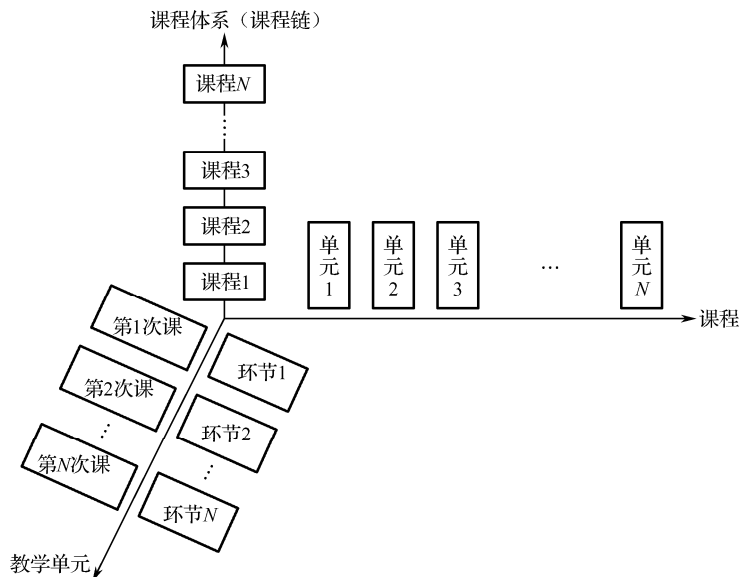 课程体系（课程链）
课程N
……
课程3
课程2
课程1
单元1
单元2
单元3
…
单元N
课程
第1次课
环节1
第2次课
环节2
…
…
第N次课
环节N
教学单元